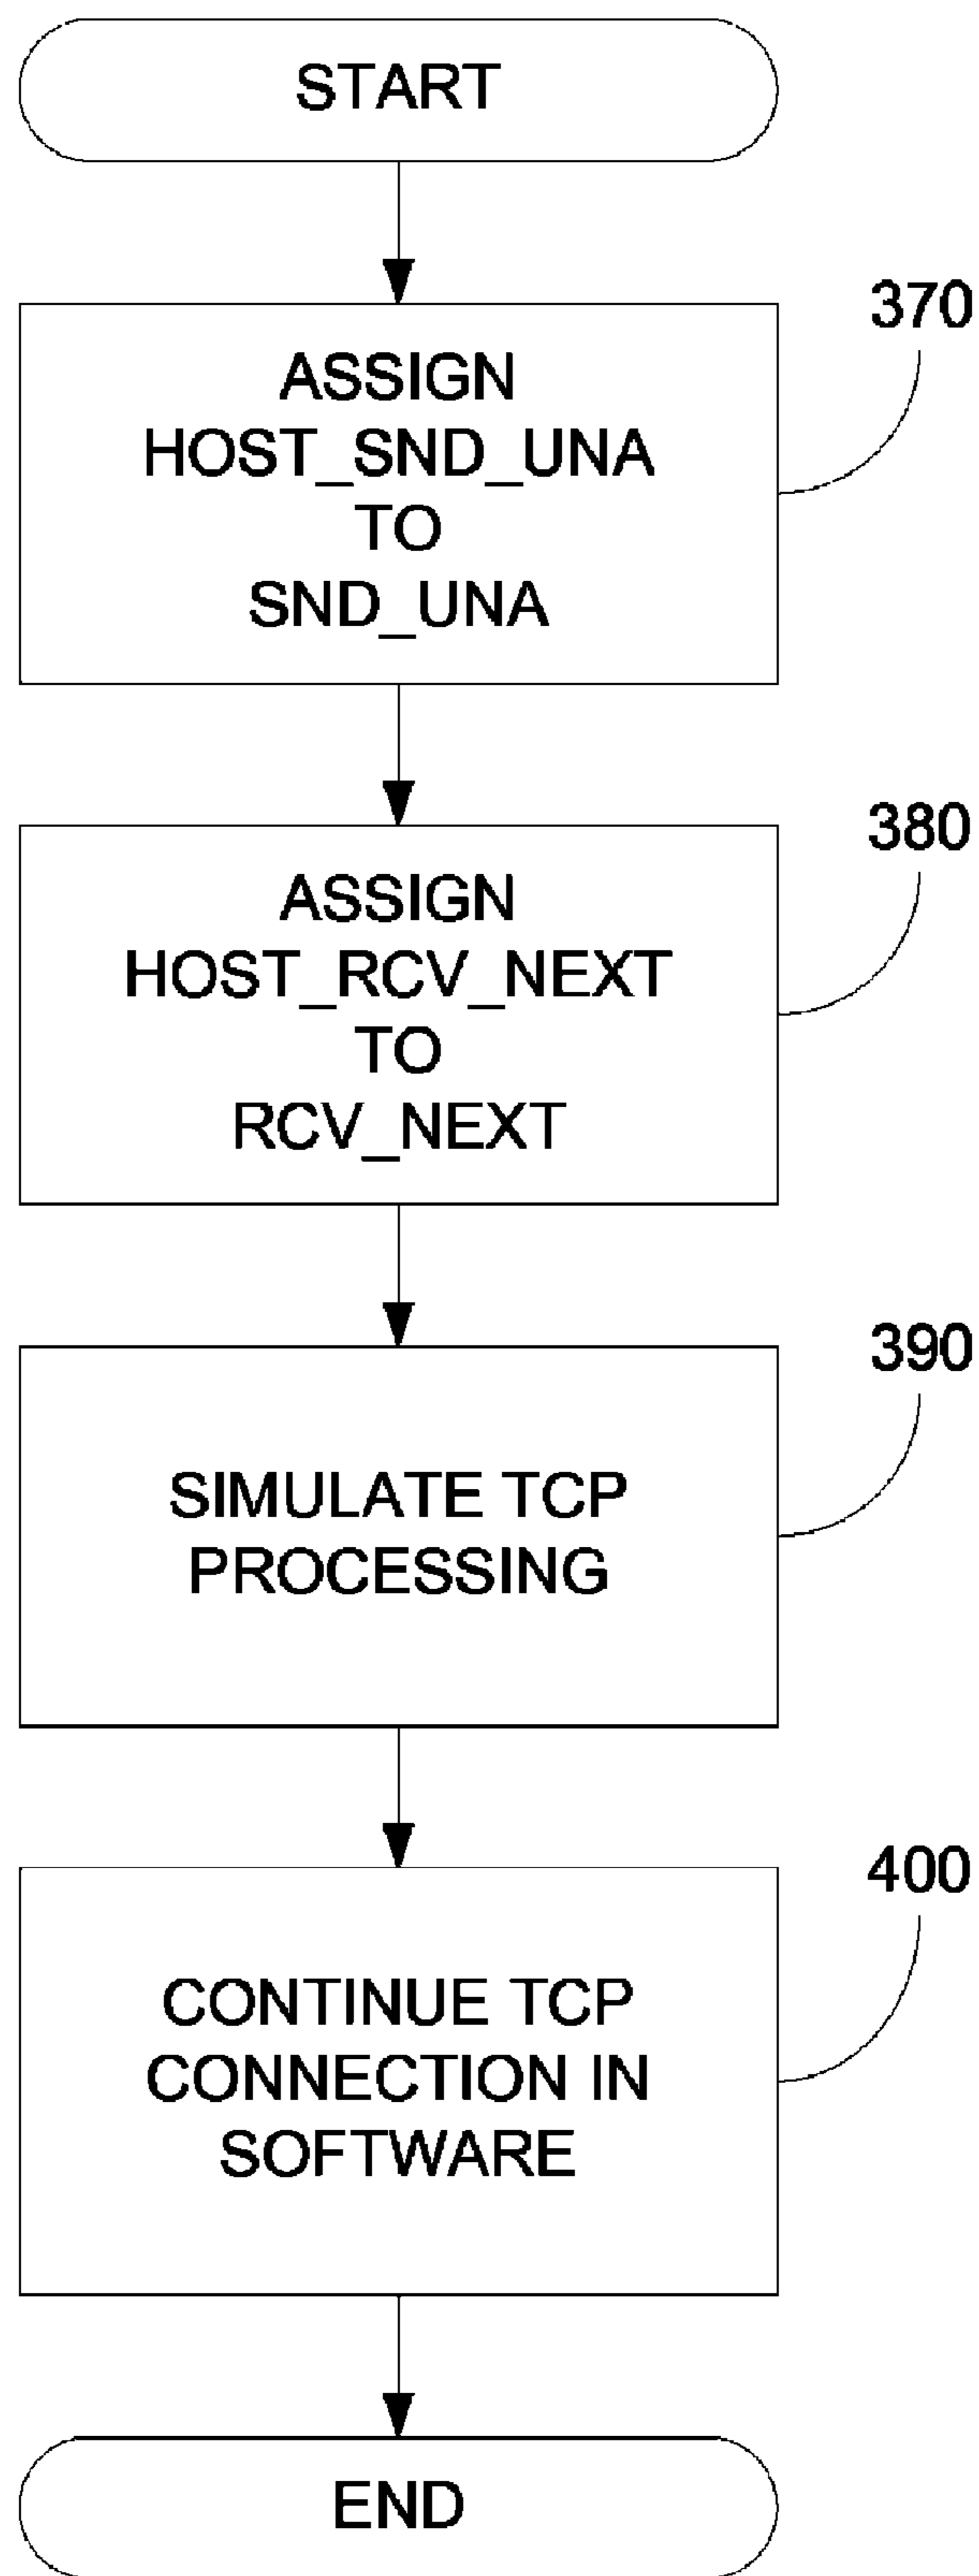 START
370
ASSIGN
HOST_SND_UNA
TO
SND_UNA
380
ASSIGN
HOST_RCV_NEXT
TO
RCV_NEXT
390
SIMULATE TCP
PROCESSING
400
CONTINUE TCP
CONNECTION IN
SOFTWARE
END